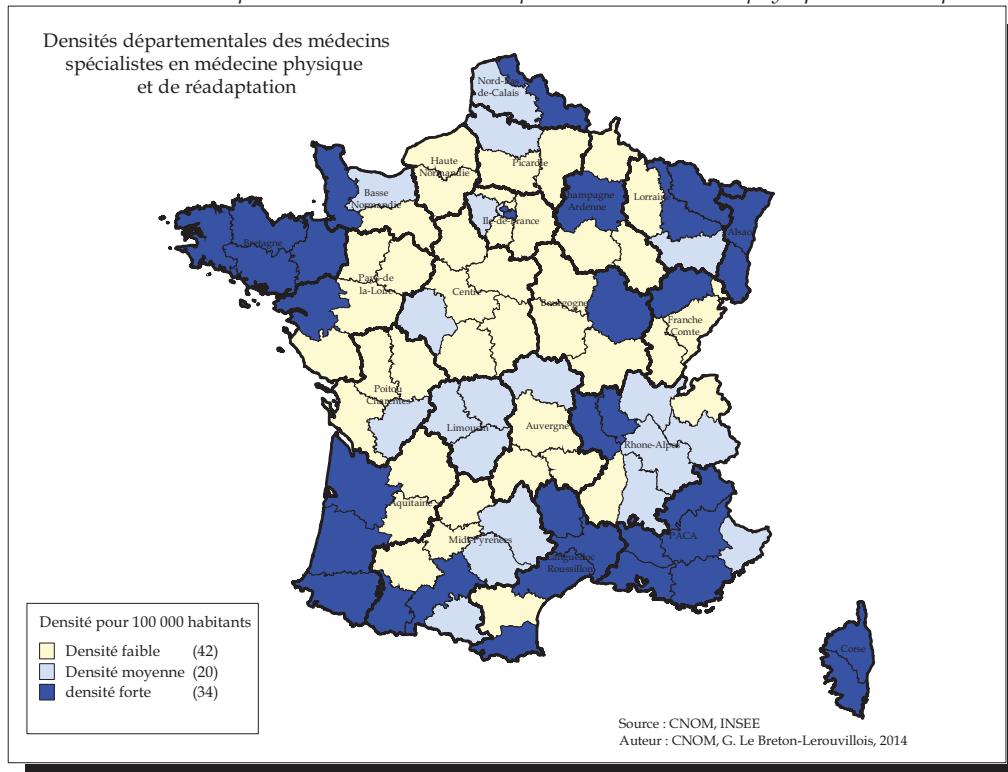 Densités départementales des médecins
spécialistes en médecine physique
et de réadaptation
Nord-Pas
de-Calais
Haute
Normandie
Picardie
Basse
Normandie
Ile-de-France
Champagne
Ardenne
Lorraine
Alsace
Bretagne
Pays-de
la-Loire
Centre
Bourgogne
Franche
Comte
Poitou
Charentes
Limousin
Auvergne
Rhone-Alpes
Aquitaine
Midi-Pyrenees
Languedoc
Roussillon
PACA
Corse
Densité pour 100 000 habitants
Densité faible (42)
Densité moyenne (20)
densité forte (34)
Source : CNOM, INSEE
Auteur : CNOM, G. Le Breton-Lerouvillois, 2014